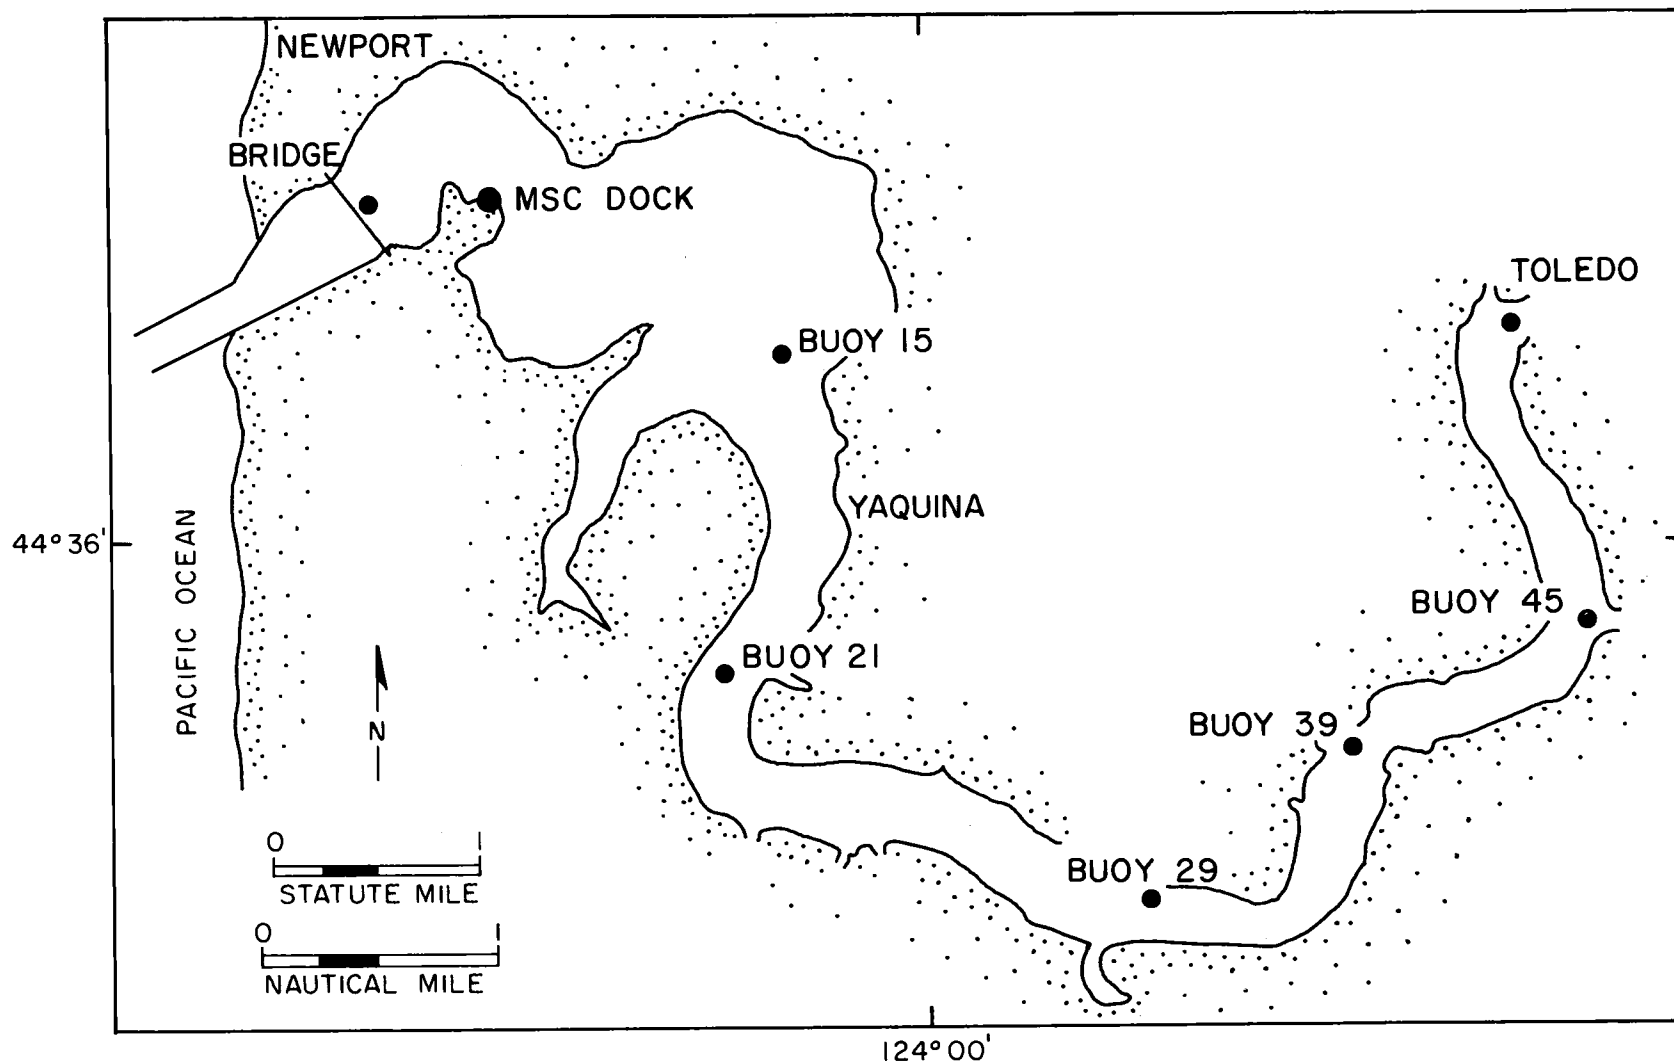 NEWPORT
BRIDGE
MSC DOCK
TOLEDO
BUOY 15
YAQUINA
44°36'
PACIFIC OCEAN
BUOY 45
BUOY 21
N
BUOY 39
0 1
STATUTE MILE
BUOY 29
0 1
NAUTICAL MILE
124°00'